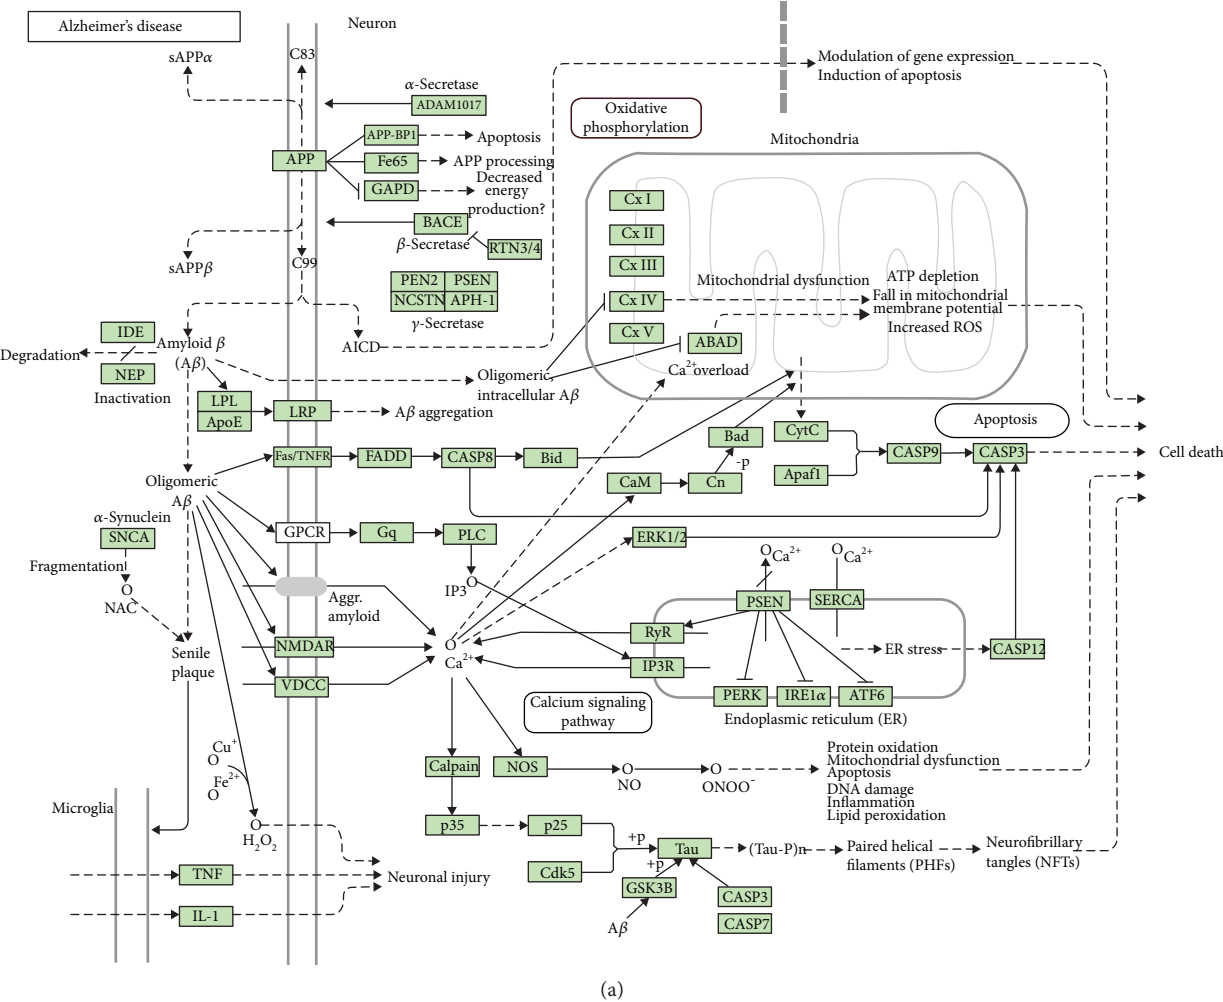 Alzheimer's disease
Neuron
sAPPα
C83
α-Secretase
ADAM1017
Modulation of gene expression
Induction of apoptosis
Oxidative
phosphorylation
Mitochondria
APP
APP-BP1
Apoptosis
Fe65
APP processing
GAPD
Decreased
energy
production?
BACE
β-Secretase
RTN3/4
sAPPβ
C99
PEN2
PSEN
NCSTN
APH-1
γ-Secretase
Cx I
Cx II
Cx III
Cx IV
Cx V
Mitochondrial dysfunction
ATP depletion
Fall in mitochondrial
membrane potential
Increased ROS
ABAD
Ca2+overload
IDE
NEP
Inactivation
Degradation
Amyloid β
(Aβ)
AICD
Oligomeric
intracellular Aβ
LPL
ApoE
LRP
Aβ aggregation
Apoptosis
Fas/TNFR
FADD
CASP8
Bid
Bad
-p
CytC
Apaf1
CASP9
CASP3
Cell death
CaM
Cn
Oligomeric
Aβ
α-Synuclein
SNCA
Fragmentation
O
NAC
GPCR
Gq
PLC
IP3
O
ERK1/2
O
Ca2+
O
Ca2+
Aggr.
amyloid
PSEN
SERCA
RyR
IP3R
ER stress
CASP12
NMDAR
VDCC
O
Ca2+
Senile
plaque
PERK
IRE1α
ATF6
Endoplasmic reticulum (ER)
Calcium signaling
pathway
Cu+
O
Fe2+
O
Calpain
NOS
O
NO
O
ONOO-
Protein oxidation
Mitochondrial dysfunction
Apoptosis
DNA damage
Inflammation
Lipid peroxidation
Microglia
O
H2O2
p35
p25
Cdk5
+p
+p
Tau
(Tau-P)n
Paired helical
filaments (PHFs)
Neurofibrillary
tangles (NFTs)
TNF
IL-1
Neuronal injury
GSK3B
Aβ
CASP3
CASP7
(a)